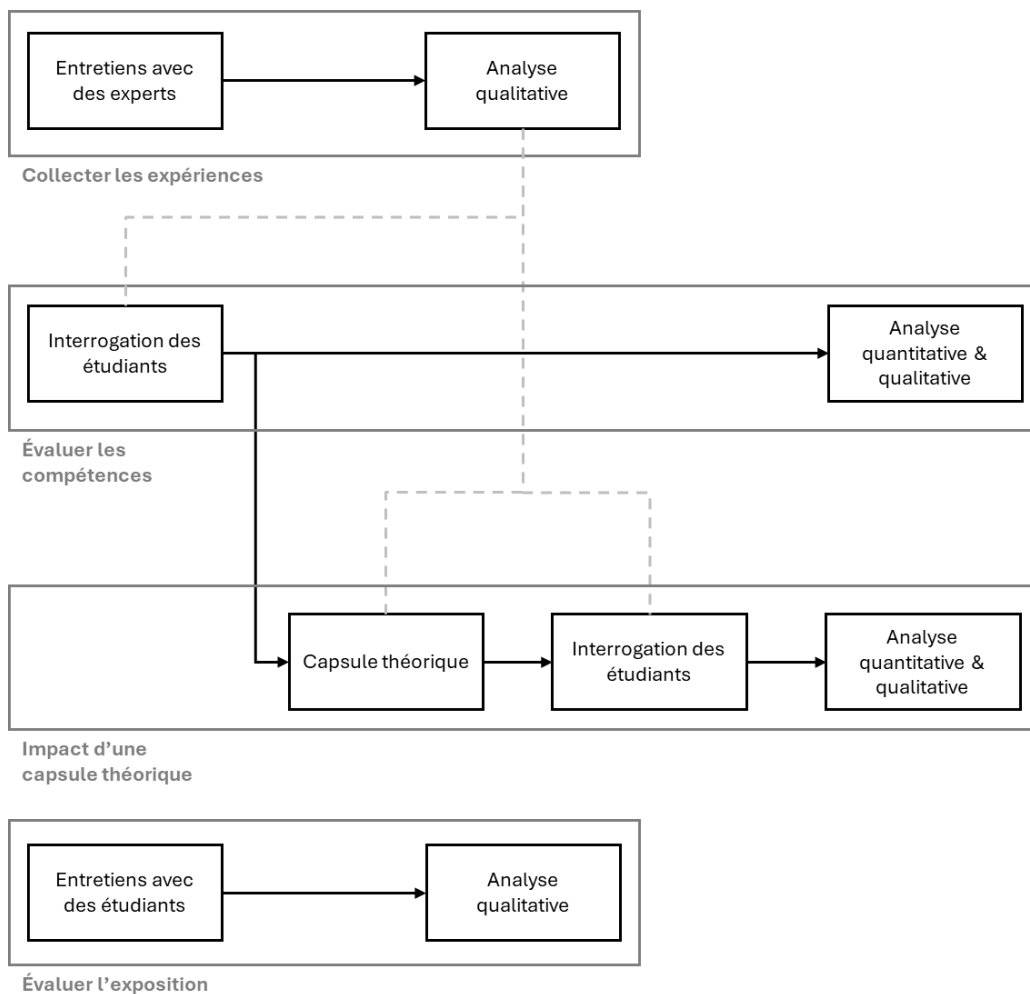 Entretiens avec
des experts
Analyse
qualitative
Collecter les expériences
Interrogation des
étudiants
Analyse
quantitative &
qualitative
Évaluer les
compétences
Capsule théorique
Interrogation des
étudiants
Analyse
quantitative &
qualitative
Impact d’une
capsule théorique
Entretiens avec
des étudiants
Analyse
qualitative
Évaluer l’exposition